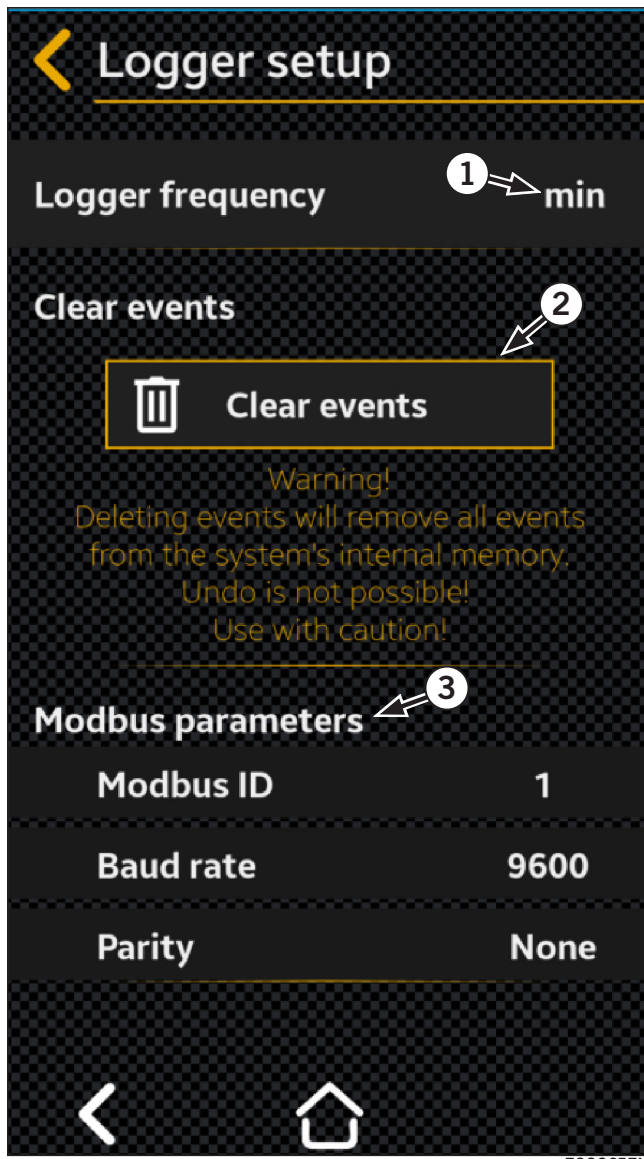 Logger setup
1
Logger frequency min
Clear events
2
Clear events
Warning!
Deleting events will remove all events
from the system's internal memory.
Undo is not possible!
Use with caution!
3
Modbus parameters
Modbus ID 1
Baud rate 9600
Parity None